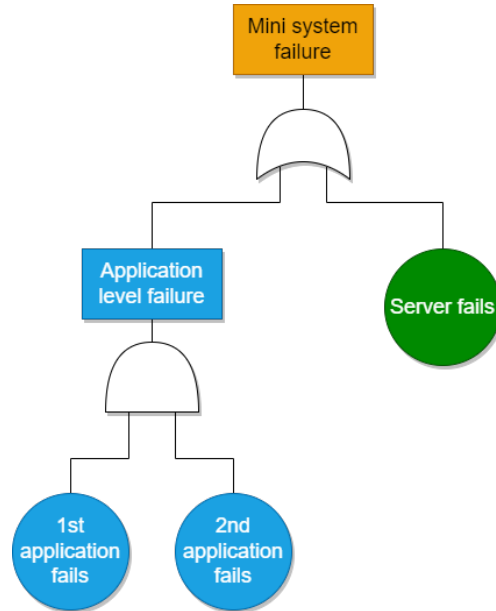 Mini system
failure
Application
level failure
Server fails
1st
application
fails
2nd
application
fails